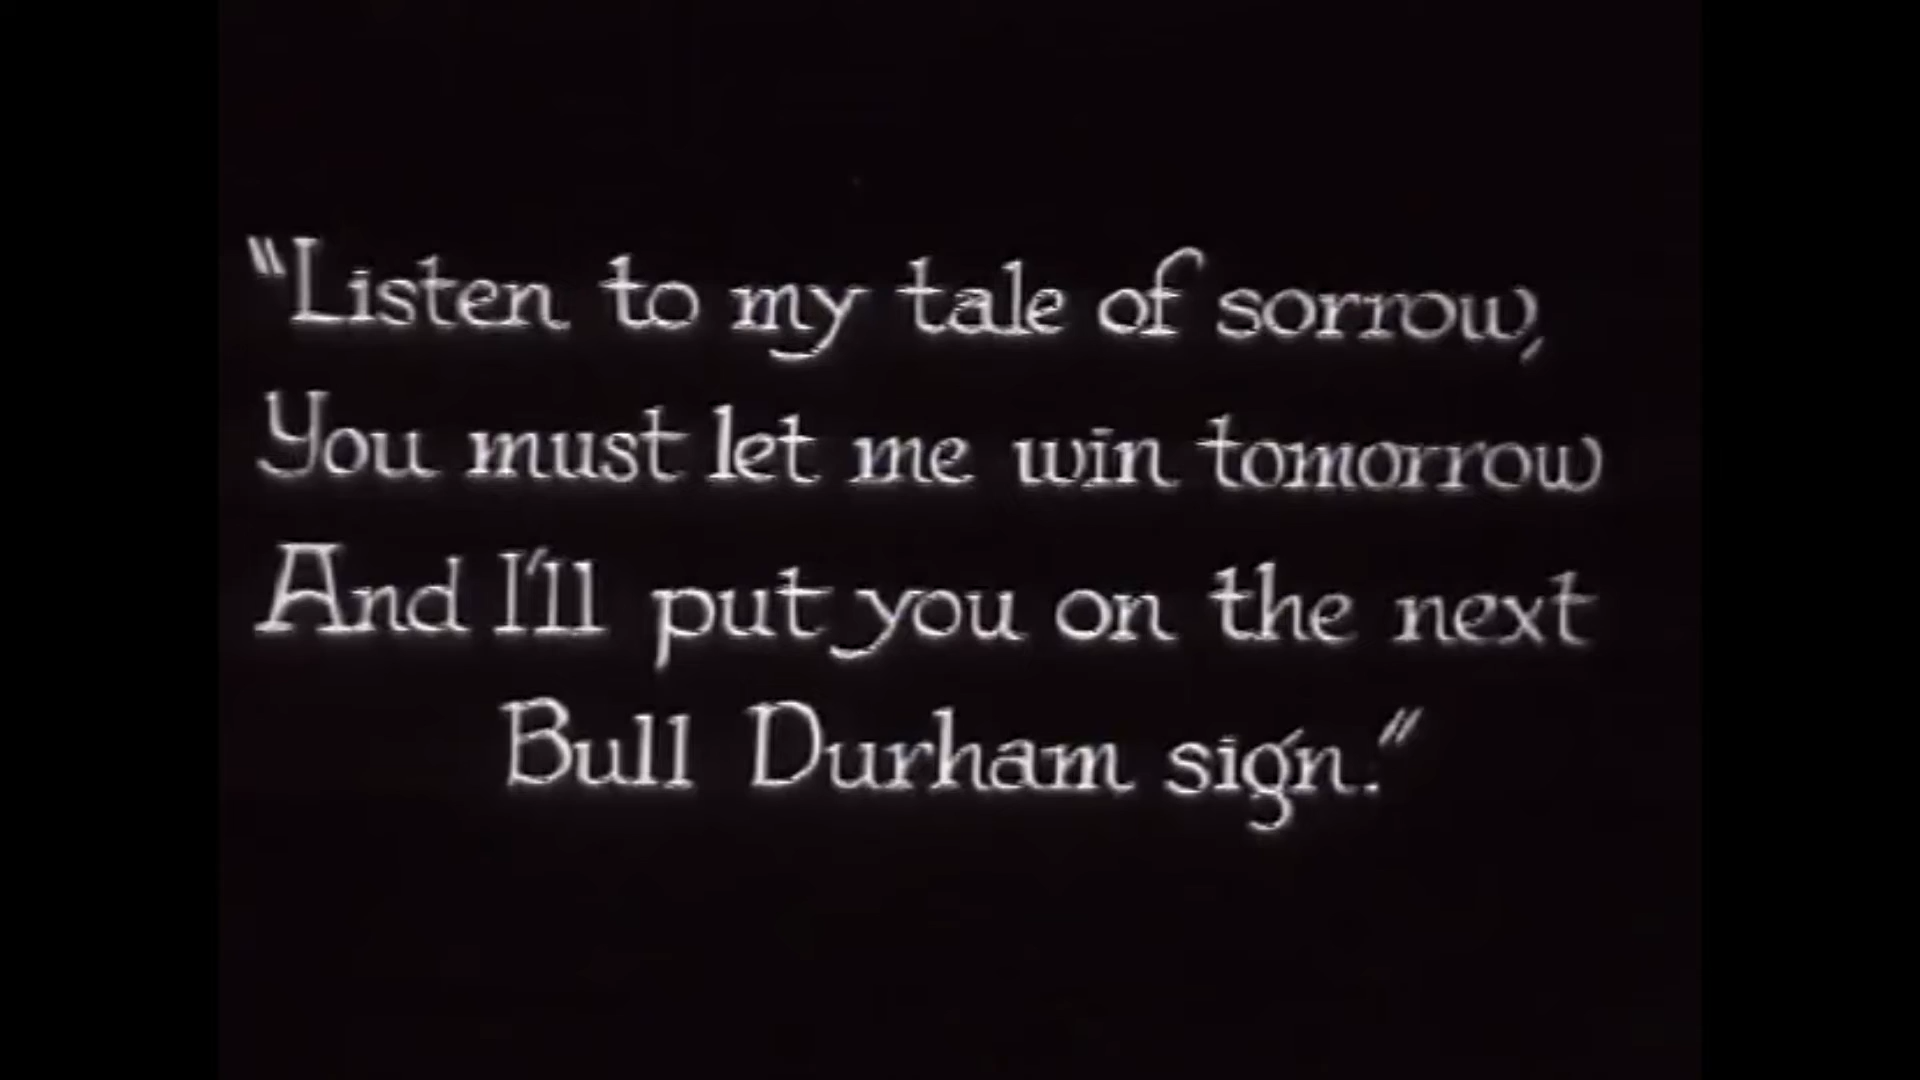 "Listen to my tale of sorrow,
You must let me win tomorrow
And I'll put you on the next
Bull Durham sign."